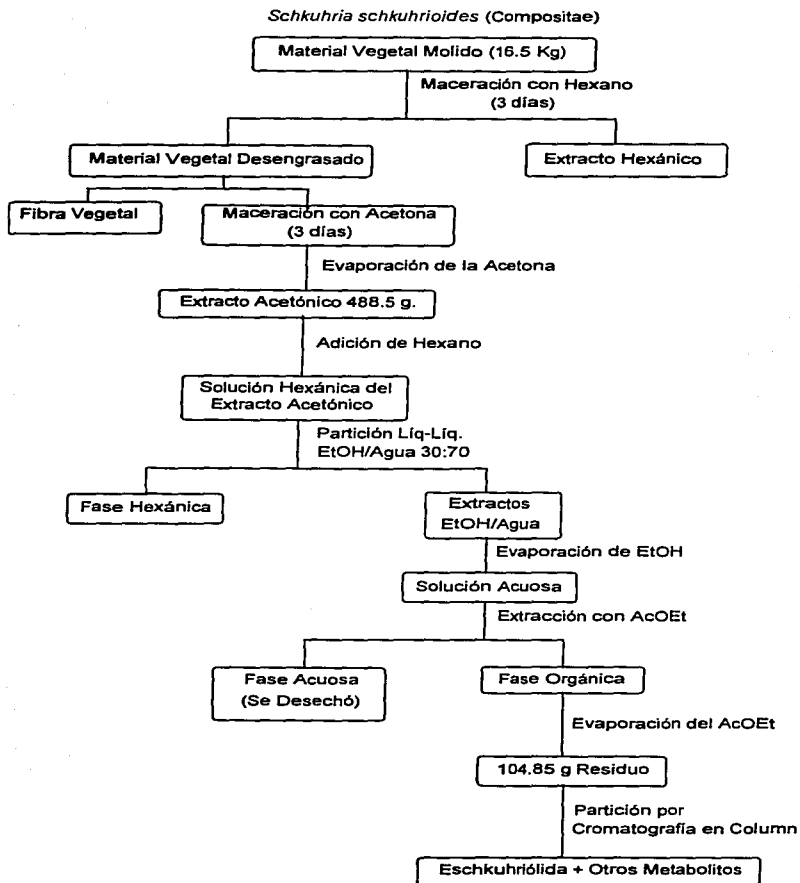 Schkuhria schkuhrioides (Compositae)
Material Vegetal Molido (16.5 Kg)
Maceración con Hexano
(3 días)
Material Vegetal Desengrasado
Extracto Hexánico
Fibra Vegetal
Maceración con Acetona
(3 días)
Evaporación de la Acetona
Extracto Acetónico 488.5 g.
Adición de Hexano
Solución Hexánica del
Extracto Acetónico
Partición Líq-Líq.
EtOH/Agua 30:70
Fase Hexánica
Extractos
EtOH/Agua
Evaporación de EtOH
Solución Acuosa
Extracción con AcOEt
Fase Acuosa
(Se Desechó)
Fase Orgánica
Evaporación del AcOEt
104.85 g Residuo
Partición por
Cromatografía en Column
Eschkuhriólida + Otros Metabolitos